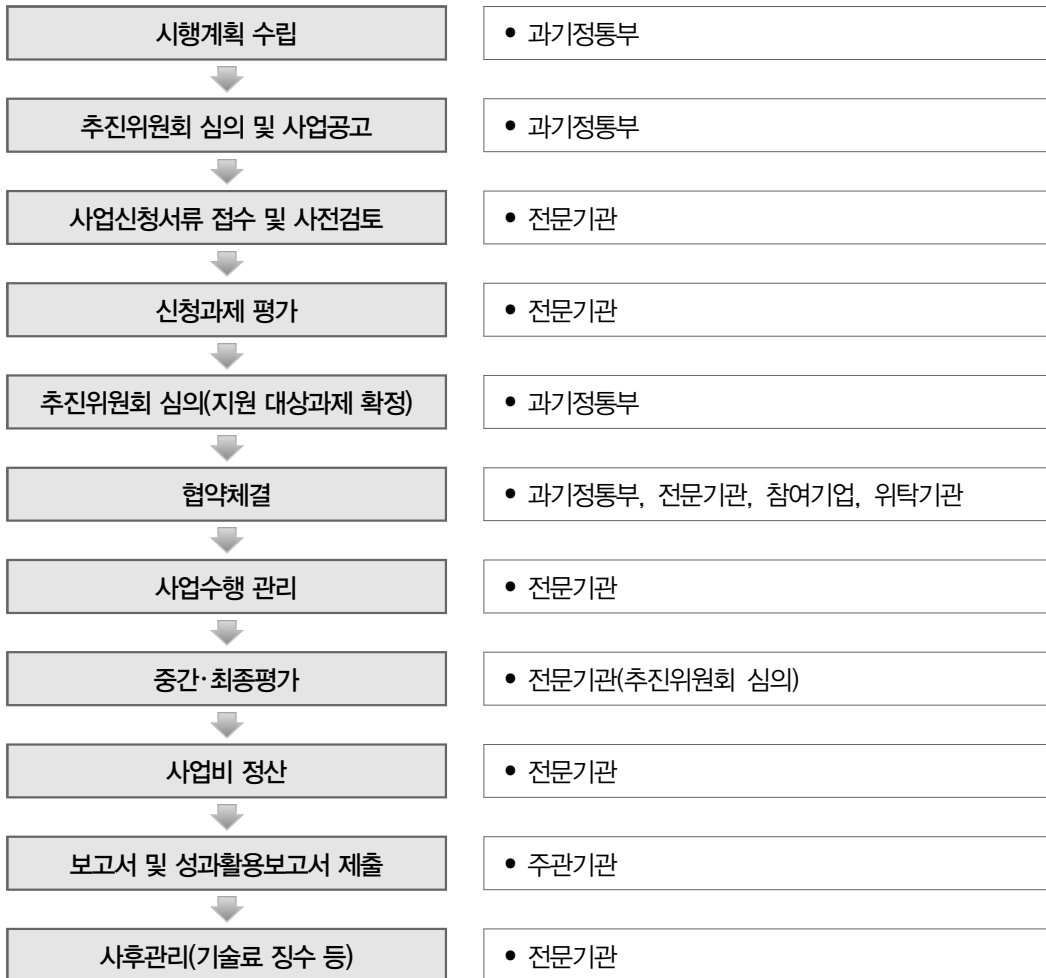 시행계획 수립
• 과기정통부
추진위원회 심의 및 사업공고
• 과기정통부
사업신청서류 접수 및 사전검토
• 전문기관
신청과제 평가
• 전문기관
추진위원회 심의(지원 대상과제 확정)
• 과기정통부
협약체결
• 과기정통부, 전문기관, 참여기업, 위탁기관
사업수행 관리
• 전문기관
중간·최종평가
• 전문기관(추진위원회 심의)
사업비 정산
• 전문기관
보고서 및 성과활용보고서 제출
• 주관기관
사후관리(기술료 징수 등)
• 전문기관